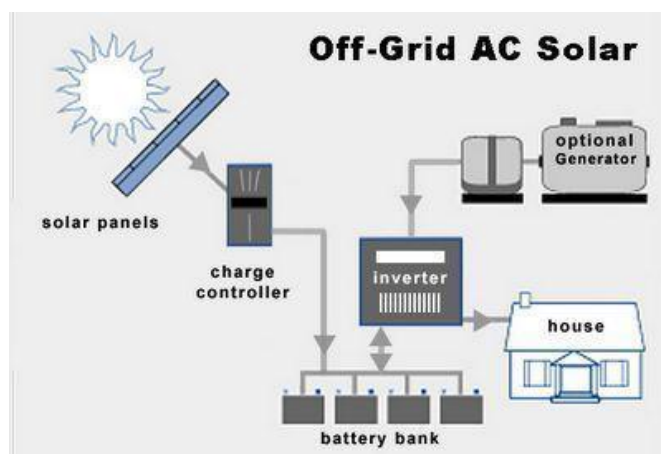 Off-Grid AC Solar
optional
Generator
solar panels
charge
controller
inverter
house
battery bank